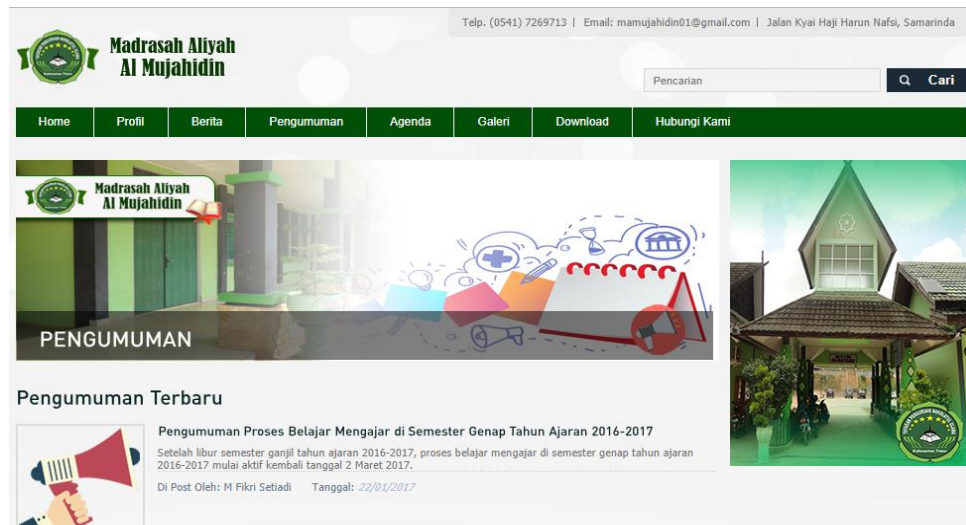 Telp. (0541) 7269713 | Email: mamujahidin01@gmail.com | Jalan Kyai Haji Harun Nafsi, Samarinda
Madrasah Aliyah
Al Mujahidin
Pencarian
Cari
Home Profil Berita Pengumuman Agenda Galeri Download Hubungi Kami
Madrasah Aliyah
Al Mujahidin
PENGUMUMAN
Pengumuman Terbaru
Pengumuman Proses Belajar Mengajar di Semester Genap Tahun Ajaran 2016-2017
Setelah libur semester ganjil tahun ajaran 2016-2017, proses belajar mengajar di semester genap tahun ajaran
2016-2017 mulai aktif kembali tanggal 2 Maret 2017.
Di Post Oleh: M Fikri Setiadi Tanggal: 22/01/2017